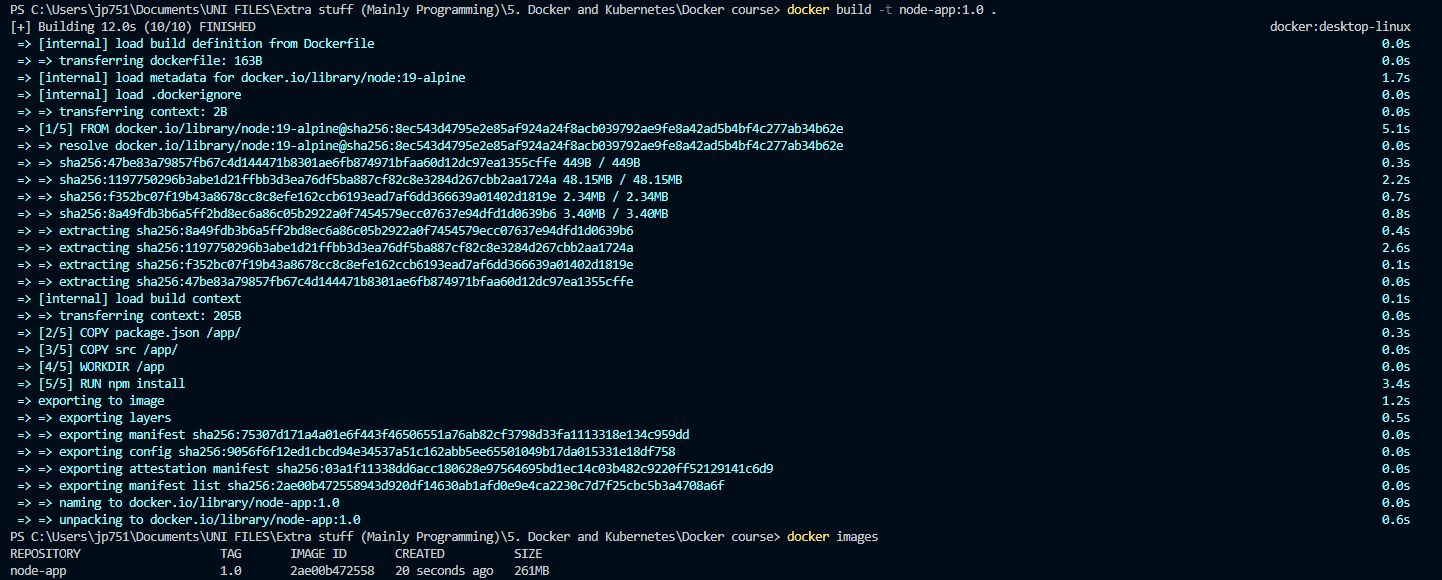 PS C:\Users\jp751\Documents\UNI FILES\Extra stuff (Mainly Programming)\5. Docker and Kubernetes\Docker course> docker build -t node-app:1.0 .
[+] Building 12.0s (10/10) FINISHED docker:desktop-linux
=> [internal] load build definition from Dockerfile 0.0s
=> => transferring dockerfile: 163B 0.0s
=> [internal] load metadata for docker.io/library/node:19-alpine 1.7s
=> [internal] load .dockerignore 0.0s
=> => transferring context: 2B 0.0s
=> [1/5] FROM docker.io/library/node:19-alpine@sha256:8ec543d4795e2e85af924a24f8acb039792ae9fe8a42ad5b4bf4c277ab34b62e 5.1s
=> => resolve docker.io/library/node:19-alpine@sha256:8ec543d4795e2e85af924a24f8acb039792ae9fe8a42ad5b4bf4c277ab34b62e 0.0s
=> => sha256:47be83a79857fb67c4d144471b8301ae6fb874971bfaa60d12dc97ea1355cffe 449B / 449B 0.3s
=> => sha256:1197750296b3abe1d21ffbb3d3ea76df5ba887cf82c8e3284d267cbb2aa1724a 48.15MB / 48.15MB 2.2s
=> => sha256:f352bc07f19b43a8678cc8c8efe162ccb6193ead7af6dd366639a01402d1819e 2.34MB / 2.34MB 0.7s
=> => sha256:8a49fdb3b6a5ff2bd8ec6a86c05b2922a0f7454579ecc07637e94dfd1d0639b6 3.40MB / 3.40MB 0.8s
=> => extracting sha256:8a49fdb3b6a5ff2bd8ec6a86c05b2922a0f7454579ecc07637e94dfd1d0639b6 0.4s
=> => extracting sha256:1197750296b3abe1d21ffbb3d3ea76df5ba887cf82c8e3284d267cbb2aa1724a 2.6s
=> => extracting sha256:f352bc07f19b43a8678cc8c8efe162ccb6193ead7af6dd366639a01402d1819e 0.1s
=> => extracting sha256:47be83a79857fb67c4d144471b8301ae6fb874971bfaa60d12dc97ea1355cffe 0.0s
=> [internal] load build context 0.1s
=> => transferring context: 205B 0.0s
=> [2/5] COPY package.json /app/ 0.3s
=> [3/5] COPY src /app/ 0.0s
=> [4/5] WORKDIR /app 0.0s
=> [5/5] RUN npm install 3.4s
=> exporting to image 1.2s
=> => exporting layers 0.5s
=> => exporting manifest sha256:75307d171a4a01e6f443f46506551a76ab82cf3798d33fa1113318e134c959dd 0.0s
=> => exporting config sha256:9056f6f12ed1cbcd94e34537a51c162abb5ee65501049b17da015331e18df758 0.0s
=> => exporting attestation manifest sha256:03a1f11338dd6acc180628e97564695bd1ec14c03b482c9220ff52129141c6d9 0.0s
=> => exporting manifest list sha256:2ae00b472558943d920df14630ab1afd0e9e4ca2230c7d7f25cbc5b3a4708a6f 0.0s
=> => naming to docker.io/library/node-app:1.0 0.0s
=> => unpacking to docker.io/library/node-app:1.0 0.6s
PS C:\Users\jp751\Documents\UNI FILES\Extra stuff (Mainly Programming)\5. Docker and Kubernetes\Docker course> docker images
REPOSITORY TAG IMAGE ID CREATED SIZE
node-app 1.0 2ae00b472558 20 seconds ago 261MB